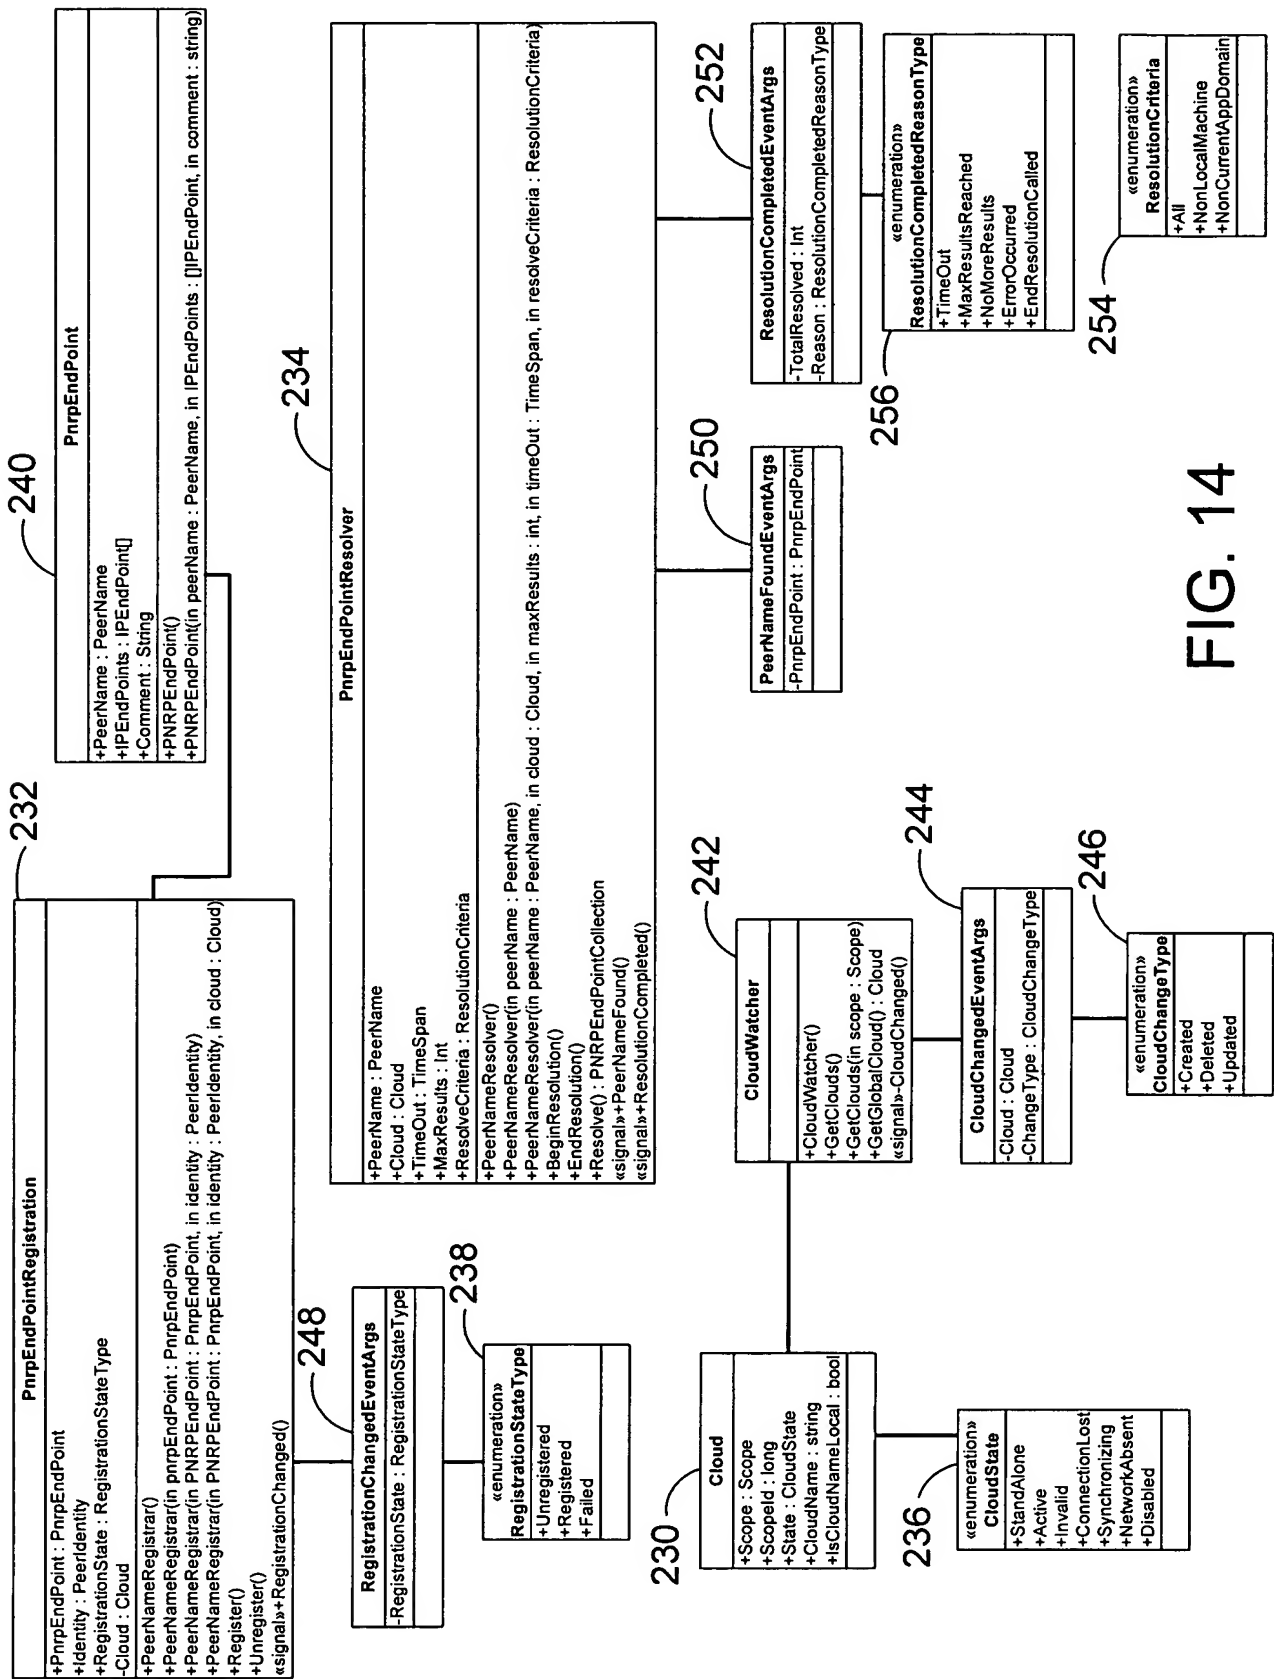 PnrpEndPointRegistration
+PnrpEndPoint : PnrpEndPoint
+Identity : PeerIdentity
+RegistrationState : RegistrationStateType
-Cloud : Cloud
+PeerNameRegistrar()
+PeerNameRegistrar(in pnrpEndPoint : PnrpEndPoint)
+PeerNameRegistrar(in PNRPEndPoint : PnrpEndPoint, in identity : PeerIdentity)
+PeerNameRegistrar(in PNRPEndPoint : PnrpEndPoint, in identity : PeerIdentity, in cloud : Cloud)
+Register()
+Unregister()
«signal»+RegistrationChanged()
232
PnrpEndPoint
+PeerName : PeerName
+IPEndPoints : IPEndPoint[]
+Comment : String
+PNRPEndPoint()
+PNRPEndPoint(in peerName : PeerName, in IPEndPoints : []IPEndPoint, in comment : string)
240
RegistrationChangedEventArgs
-RegistrationState : RegistrationStateType
248
«enumeration»
RegistrationStateType
+Unregistered
+Registered
+Failed
238
PnrpEndPointResolver
+PeerName : PeerName
+Cloud : Cloud
+TimeOut : TimeSpan
+MaxResults : Int
+ResolveCriteria : ResolutionCriteria
+PeerNameResolver()
+PeerNameResolver(in peerName : PeerName)
+PeerNameResolver(in peerName : PeerName, in cloud : Cloud, in maxResults : int, in timeOut : TimeSpan, in resolveCriteria : ResolutionCriteria)
+BeginResolution()
+EndResolution()
+Resolve() : PNRPEndPointCollection
«signal»+PeerNameFound()
«signal»+ResolutionCompleted()
234
Cloud
+Scope : Scope
+ScopeId : long
+State : CloudState
+CloudName : string
+IsCloudNameLocal : bool
230
«enumeration»
CloudState
+StandAlone
+Active
+Invalid
+ConnectionLost
+Synchronizing
+NetworkAbsent
+Disabled
236
CloudWatcher
+CloudWatcher()
+GetClouds()
+GetClouds(in scope : Scope)
+GetGlobalCloud() : Cloud
«signal»-CloudChanged()
242
CloudChangedEventArgs
-Cloud : Cloud
-ChangeType : CloudChangeType
244
«enumeration»
CloudChangeType
+Created
+Deleted
+Updated
246
PeerNameFoundEventArgs
-PnrpEndPoint : PnrpEndPoint
250
ResolutionCompletedEventArgs
-TotalResolved : Int
-Reason : ResolutionCompletedReasonType
252
«enumeration»
ResolutionCompletedReasonType
+TimeOut
+MaxResultsReached
+NoMoreResults
+ErrorOccurred
+EndResolutionCalled
256
«enumeration»
ResolutionCriteria
+All
+NonLocalMachine
+NonCurrentAppDomain
254
FIG. 14